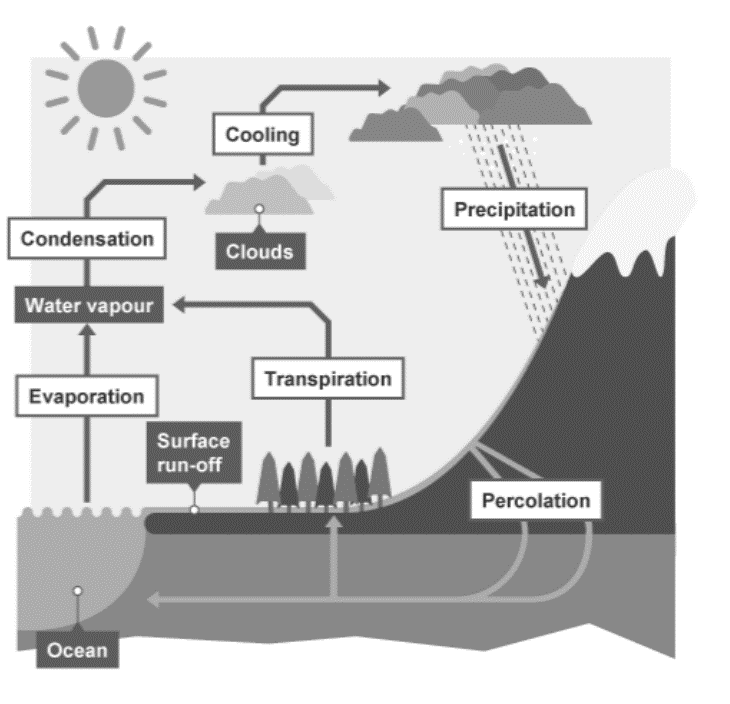 Cooling
Precipitation
Condensation
Clouds
Water vapour
Transpiration
Evaporation
Surface
run-off
Percolation
Ocean